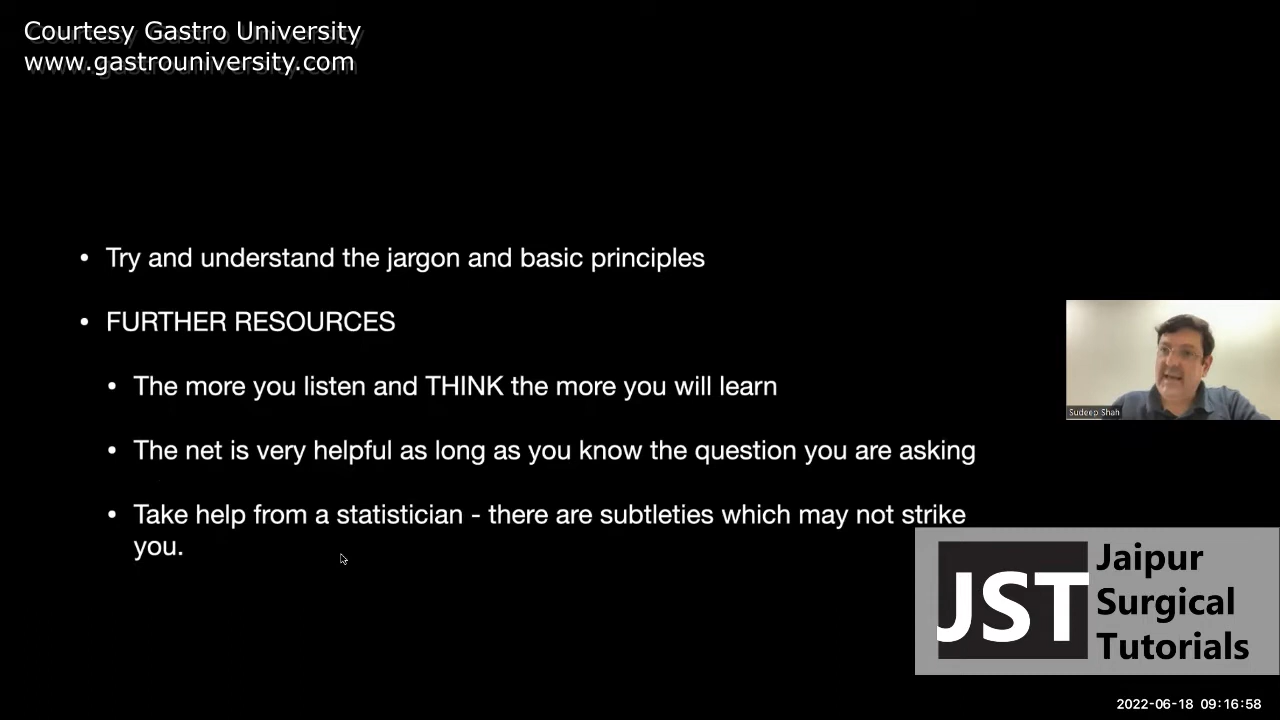 Courtesy Gastro University
www.gastrouniversity.com
• Try and understand the jargon and basic principles
• FURTHER RESOURCES
• The more you listen and THINK the more you will learn
• The net is very helpful as long as you know the question you are asking
• Take help from a statistician - there are subtleties which may not strike
you.
Sudeep Shah
JST
Jaipur
Surgical
Tutorials
2022-06-18 09:16:58